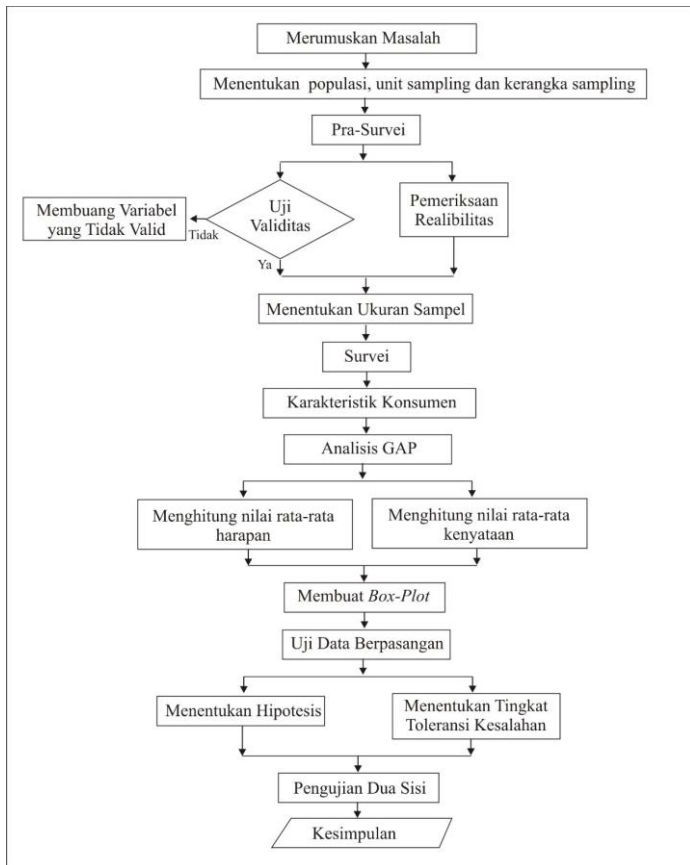 Merumuskan Masalah
Menentukan populasi, unit sampling dan kerangka sampling
Pra-Survei
Uji
Validitas
Pemeriksaan
Realibilitas
Membuang Variabel
yang Tidak Valid
Tidak
Ya
Menentukan Ukuran Sampel
Survei
Karakteristik Konsumen
Analisis GAP
Menghitung nilai rata-rata
harapan
Menghitung nilai rata-rata
kenyataan
Membuat Box-Plot
Uji Data Berpasangan
Menentukan Hipotesis
Menentukan Tingkat
Toleransi Kesalahan
Pengujian Dua Sisi
Kesimpulan